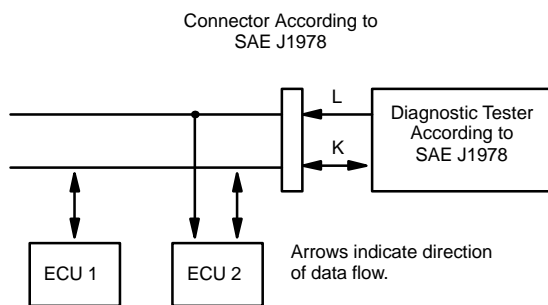 Connector According to
SAE J1978
L
K
Diagnostic Tester
According to
SAE J1978
ECU 1
ECU 2
Arrows indicate direction
of data flow.